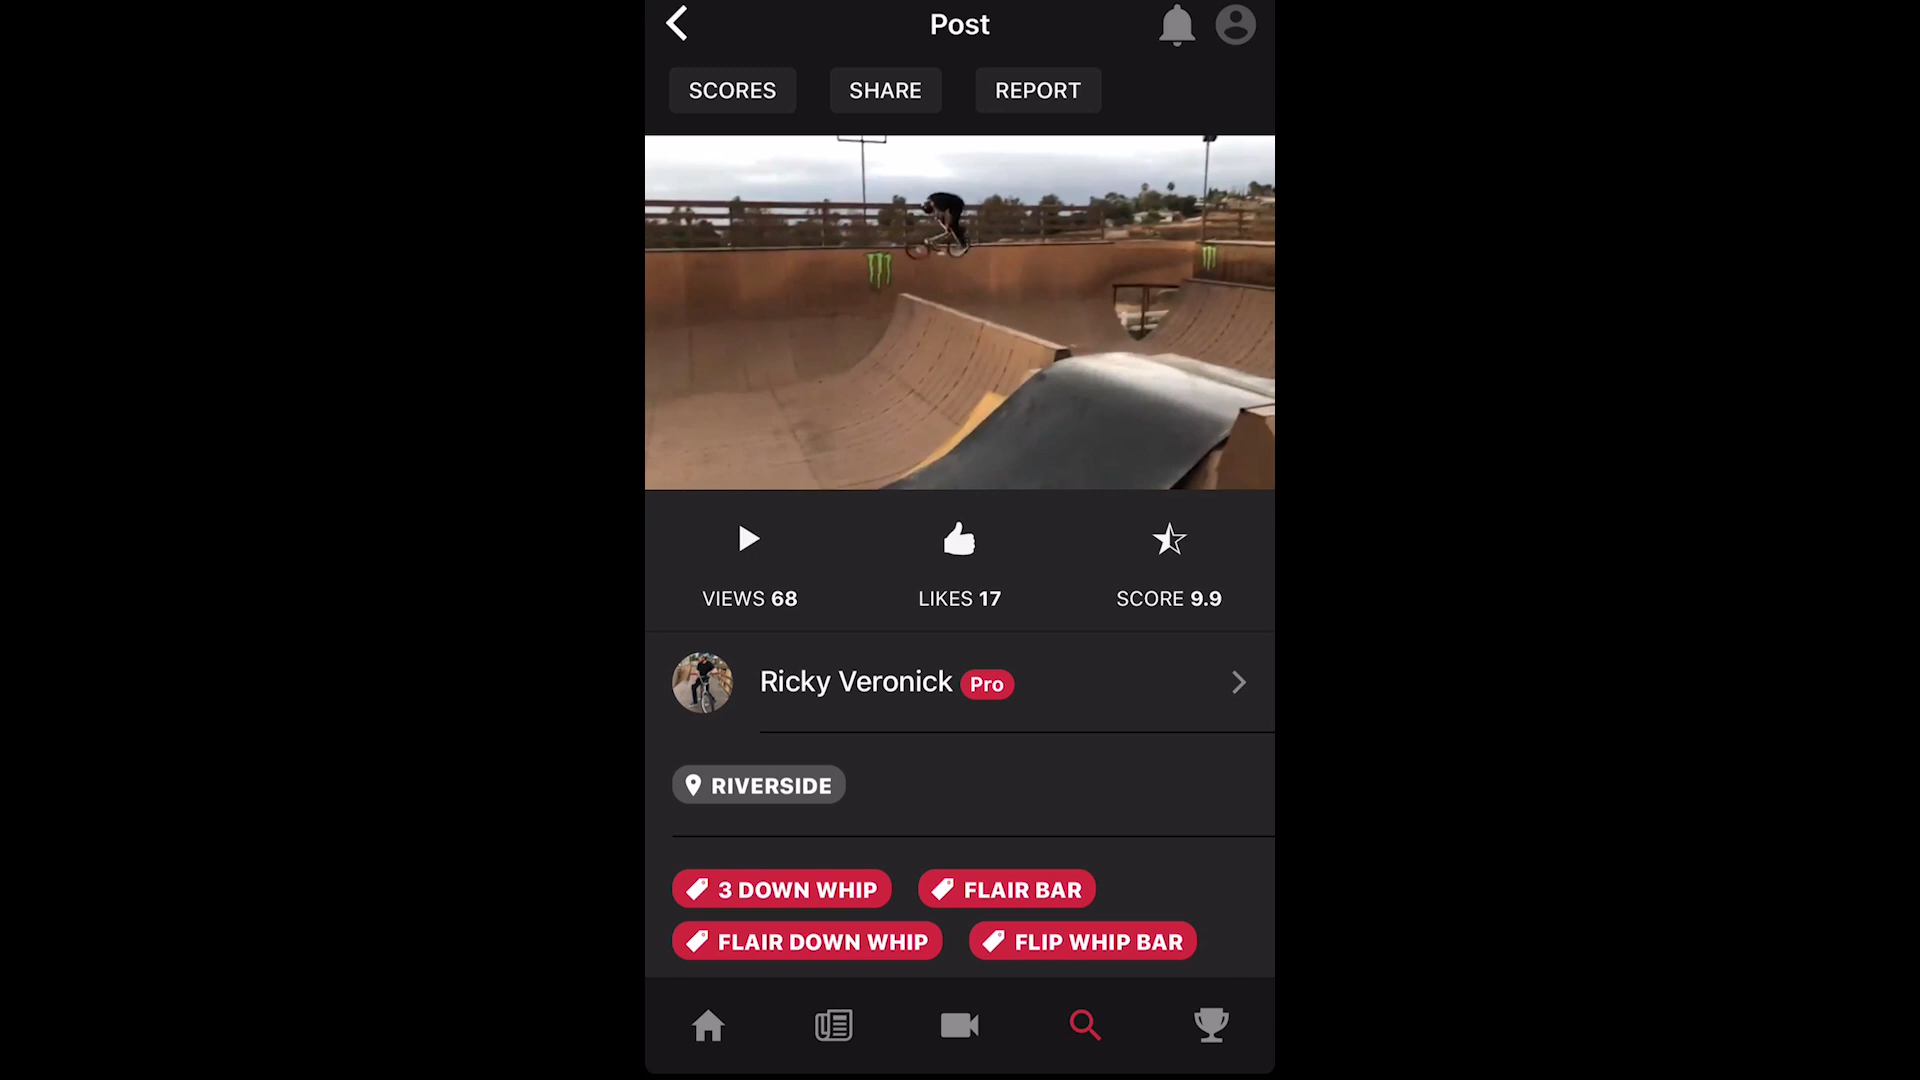 Post
SCORES SHARE REPORT
VIEWS 68 LIKES 17 SCORE 9.9
Ricky Veronick Pro
RIVERSIDE
3 DOWN WHIP FLAIR BAR
FLAIR DOWN WHIP FLIP WHIP BAR